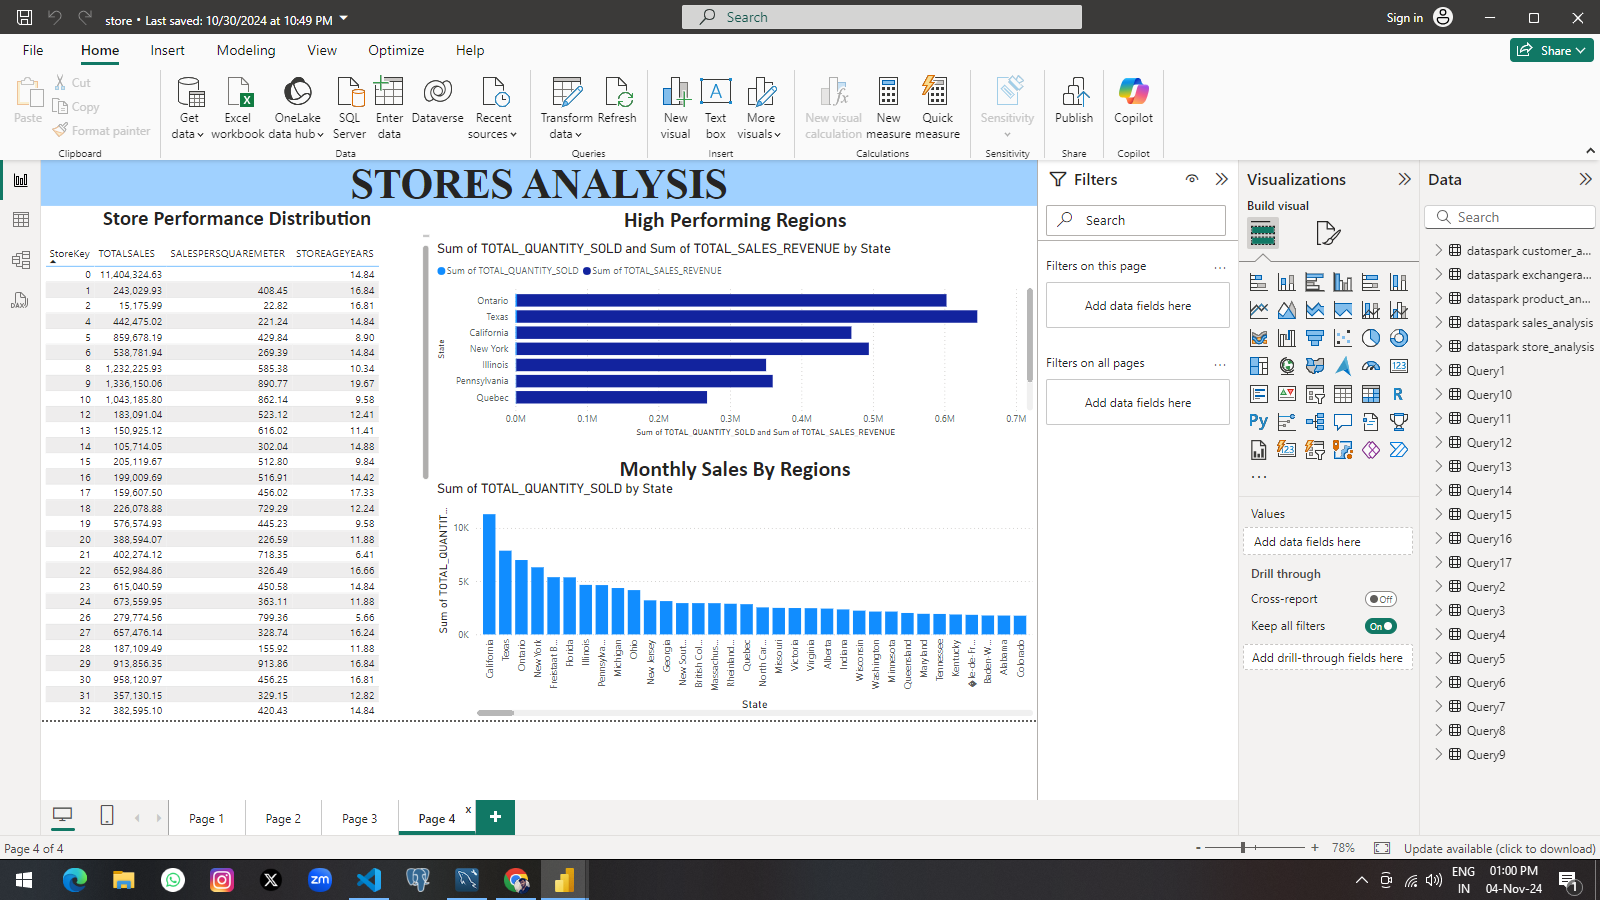 store • Last saved: 10/30/2024 at 10:49 PM
Search
Sign in
File Home Insert Modeling View Optimize Help
Share
Paste
Cut
Copy
Format painter
Clipboard
Get data
Excel workbook
OneLake data hub
SQL Server
Enter data
Dataverse
Recent sources
Data
Transform data
Refresh
Queries
New visual
Text box
More visuals
Insert
New visual calculation
New measure
Quick measure
Calculations
Sensitivity
Sensitivity
Publish
Share
Copilot
Copilot
STORES ANALYSIS
Store Performance Distribution
StoreKey TOTALSALES SALESPERSQUAREMETER STOREAGEYEARS
0 11,404,324.63 14.84
1 243,029.93 408.45 16.84
2 15,175.99 22.82 16.81
4 442,475.02 221.24 14.84
5 859,678.19 429.84 8.90
6 538,781.94 269.39 14.84
8 1,232,225.93 585.38 10.34
9 1,336,150.06 890.77 19.67
10 1,043,185.80 862.14 9.58
12 183,091.04 523.12 12.41
13 150,925.12 616.02 11.41
14 105,714.05 302.04 14.88
15 205,119.67 512.80 9.84
16 199,009.69 516.91 14.42
17 159,607.50 456.02 17.33
18 226,078.88 729.29 12.24
19 576,574.93 445.23 9.58
20 388,594.07 226.59 11.88
21 402,274.12 718.35 6.41
22 652,984.86 326.49 16.66
23 615,040.59 450.58 14.84
24 673,559.95 363.11 11.88
26 279,774.56 799.36 5.66
27 657,476.14 328.74 16.24
28 187,109.49 155.92 11.88
29 913,856.35 913.86 16.84
30 958,120.97 456.25 16.81
31 357,130.15 329.15 12.82
32 382,595.10 420.43 14.84
High Performing Regions
Sum of TOTAL_QUANTITY_SOLD and Sum of TOTAL_SALES_REVENUE by State
Sum of TOTAL_QUANTITY_SOLD Sum of TOTAL_SALES_REVENUE
State
Ontario
Texas
California
New York
Illinois
Pennsylvania
Quebec
0.0M 0.1M 0.2M 0.3M 0.4M 0.5M 0.6M 0.7M
Sum of TOTAL_QUANTITY_SOLD and Sum of TOTAL_SALES_REVENUE
Monthly Sales By Regions
Sum of TOTAL_QUANTITY_SOLD by State
Sum of TOTAL_QUANTIT...
10K
5K
0K
California
Texas
Ontario
New York
Freistaat B...
Florida
Illinois
Pennsylva...
Michigan
Ohio
New Jersey
Georgia
New Sout...
British Col...
Massachus...
Rheinland...
Quebec
North Car...
Missouri
Victoria
Virginia
Alberta
Indiana
Wisconsin
Washington
Minnesota
Queensland
Maryland
Tennessee
Kentucky
�le-de-Fr...
Baden-W...
Alabama
Colorado
State
Filters
Search
Filters on this page ...
Add data fields here
Filters on all pages ...
Add data fields here
Visualizations
Build visual
123
R
Py
123
...
Values
Add data fields here
Drill through
Cross-report Off
Keep all filters On
Add drill-through fields here
Data
Search
dataspark customer_a...
dataspark exchangera...
dataspark product_an...
dataspark sales_analysis
dataspark store_analysis
Query1
Query10
Query11
Query12
Query13
Query14
Query15
Query16
Query17
Query2
Query3
Query4
Query5
Query6
Query7
Query8
Query9
Page 1 Page 2 Page 3 Page 4 x +
Page 4 of 4
- + 78%
Update available (click to download)
zm
ENG
IN
01:00 PM
04-Nov-24
1